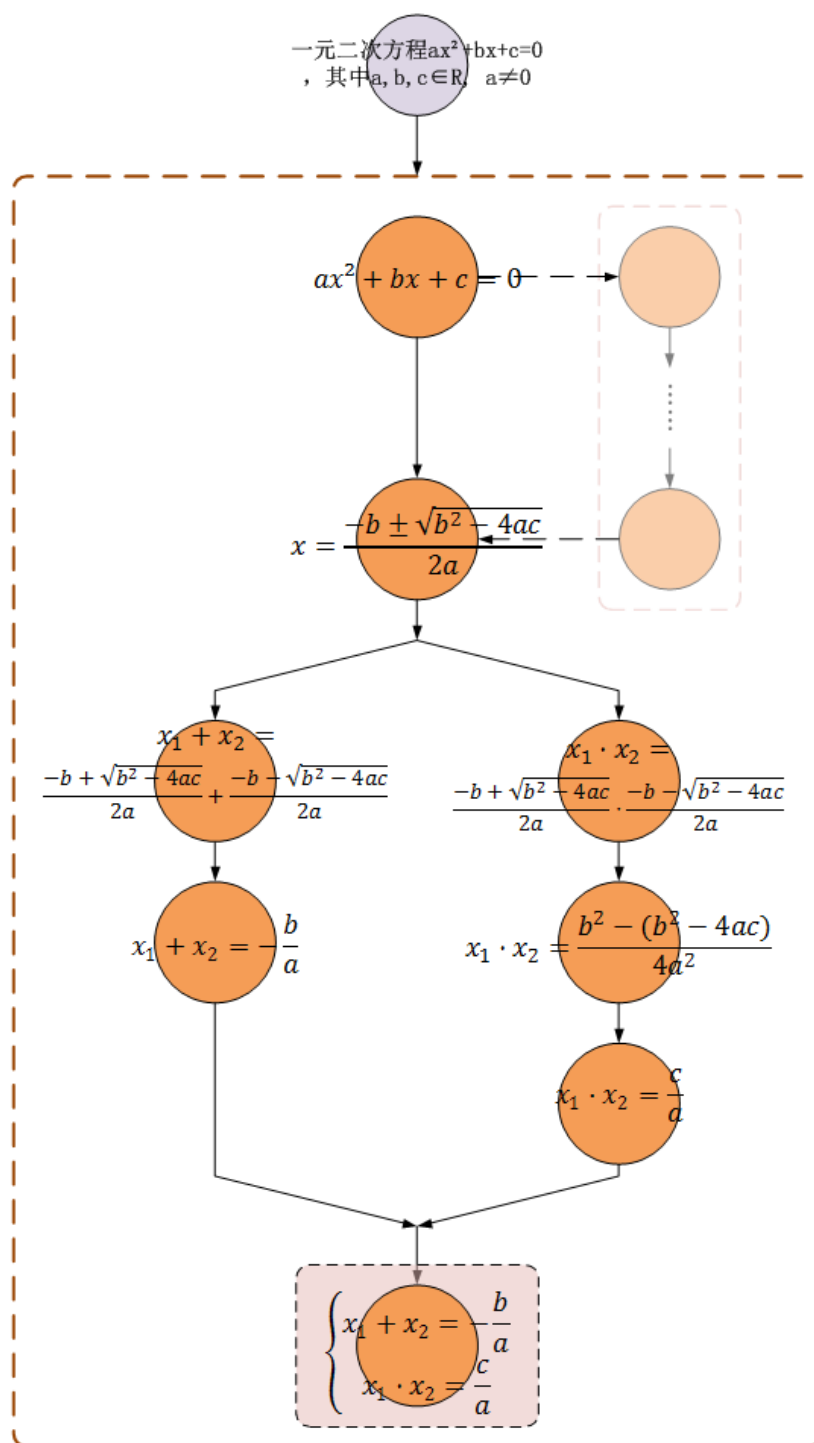 一元二次方程ax²+bx+c=0
，其中a,b,c∈R, a≠0
ax² + bx + c = 0
......
x = (-b ± √(b² − 4ac)) / 2a
x₁ + x₂ =
(-b + √(b² − 4ac)) / 2a + (-b − √(b² − 4ac)) / 2a
x₁ · x₂ =
(-b + √(b² − 4ac)) / 2a · (-b − √(b² − 4ac)) / 2a
x₁ + x₂ = − b/a
x₁ · x₂ = (b² − (b² − 4ac)) / 4a²
x₁ · x₂ = c/a
{ x₁ + x₂ = − b/a
x₁ · x₂ = c/a